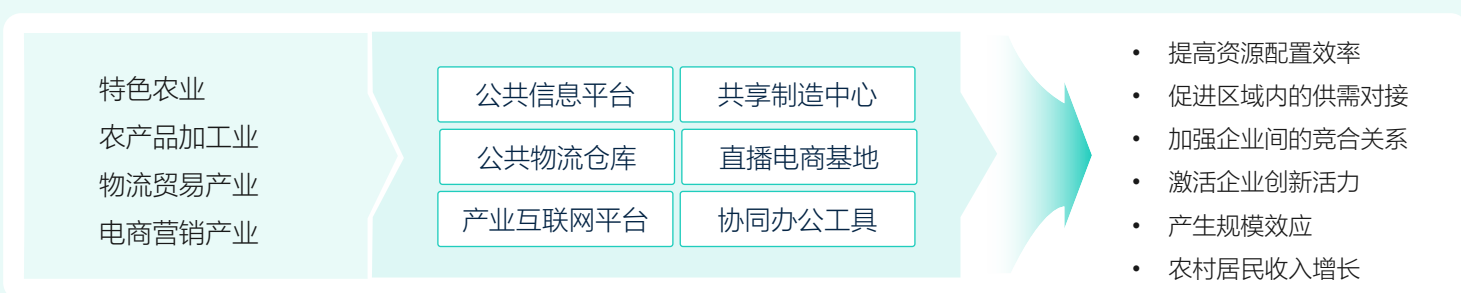 特色农业
农产品加工业
物流贸易产业
电商营销产业
公共信息平台
共享制造中心
公共物流仓库
直播电商基地
产业互联网平台
协同办公工具
• 提高资源配置效率
• 促进区域内的供需对接
• 加强企业间的竞合关系
• 激活企业创新活力
• 产生规模效应
• 农村居民收入增长